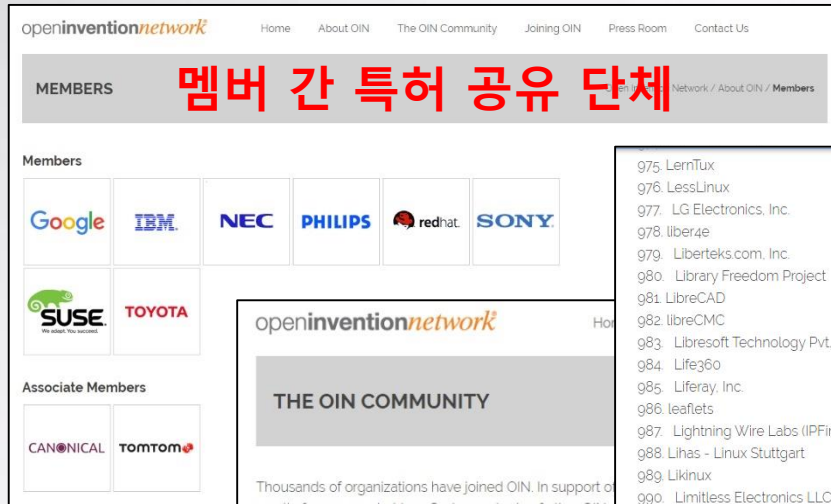 openinventionnetwork
Home About OIN The OIN Community Joining OIN Press Room Contact Us
MEMBERS
멤버 간 특허 공유 단체
Network / About OIN / Members
Members
Google
IBM
NEC
PHILIPS
redhat.
SONY
SUSE
We adapt. You succeed.
TOYOTA
Associate Members
CANONICAL
TOMTOM
openinventionnetwork
THE OIN COMMUNITY
Thousands of organizations have joined OIN. In support of
975. LernTux
976. LessLinux
977. LG Electronics, Inc.
978. liber4e
979. Liberteks.com, Inc.
980. Library Freedom Project
981. LibreCAD
982. libreCMC
983. Libresoft Technology Pvt.
984. Life360
985. Liferay, Inc.
986. leaflets
987. Lightning Wire Labs
988. Lihas - Linux Stuttgart
989. Likinux
990. Limitless Electronics LLC